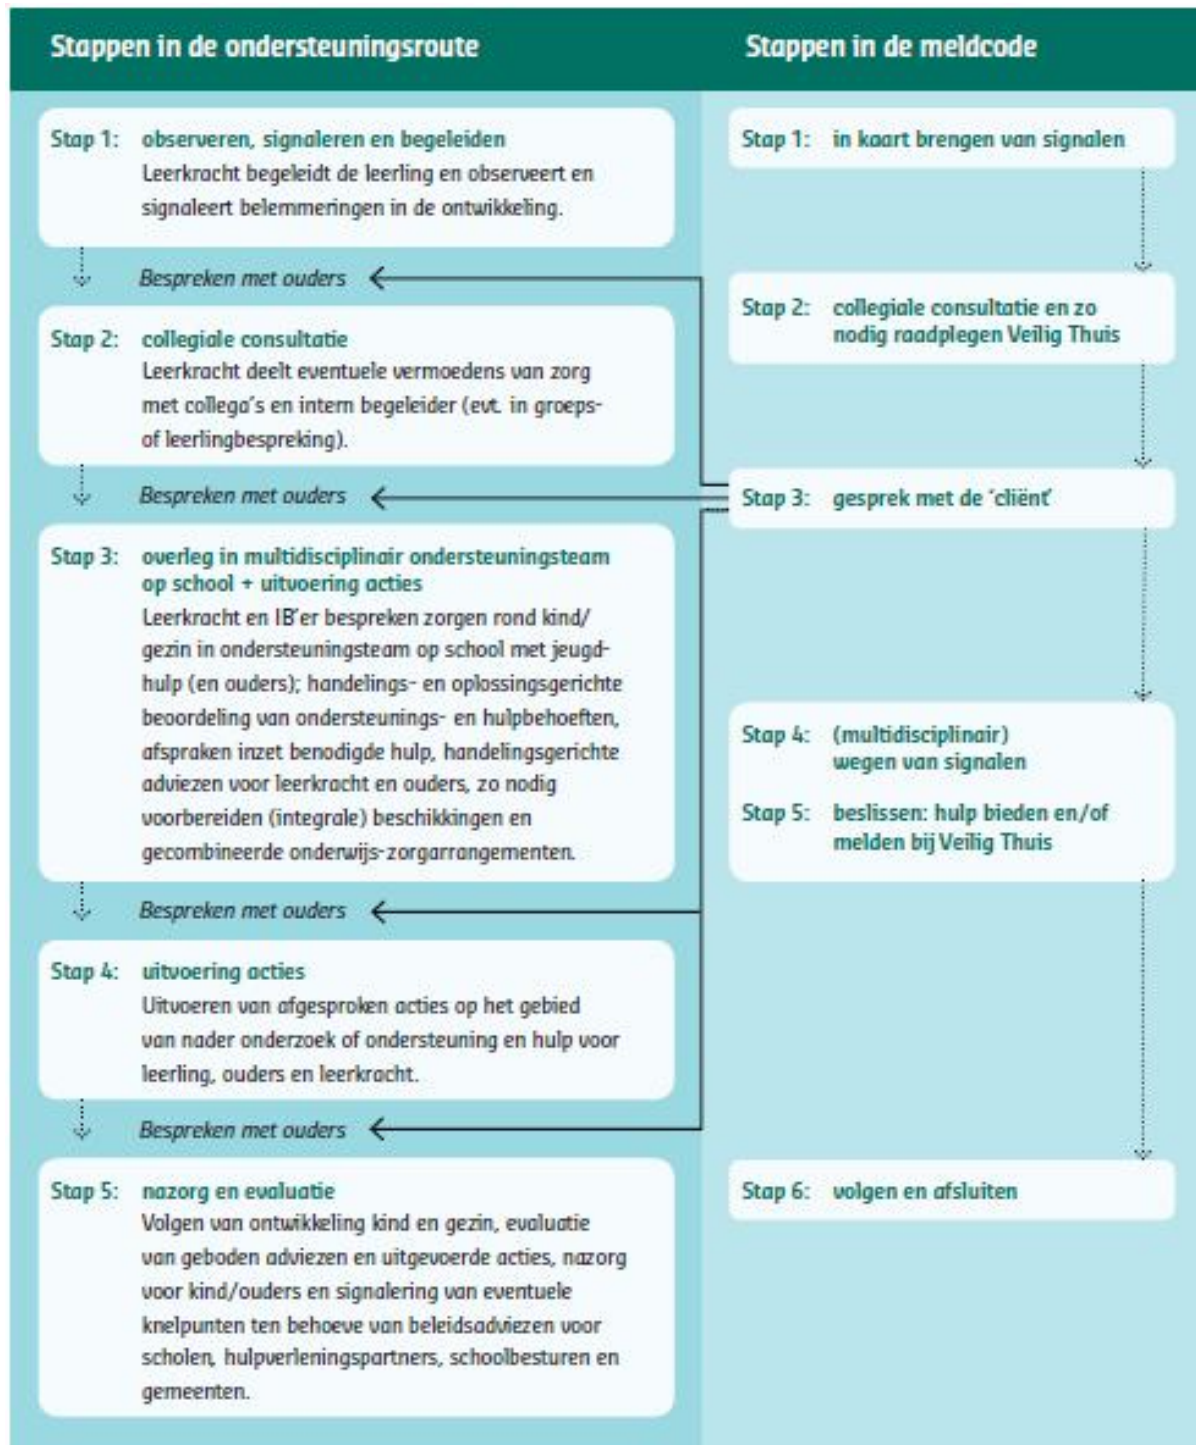 Stappen in de ondersteuningsroute
Stap 1: observeren, signaleren en begeleiden
Leerkracht begeleidt de leerling en observeert en
signaleert belemmeringen in de ontwikkeling.
Bespreken met ouders
Stap 2: collegiale consultatie
Leerkracht deelt eventuele vermoedens van zorg
met collega's en intern begeleider (evt. in groeps-
of leerlingbespreking).
Bespreken met ouders
Stap 3: overleg in multidisciplinair ondersteuningsteam
op school + uitvoering acties
Leerkracht en IB'er bespreken zorgen rond kind/
gezin in ondersteuningsteam op school met jeugd-
hulp (en ouders); handelings- en oplossingsgerichte
beoordeling van ondersteunings- en hulpbehoeften,
afspraken inzet benodigde hulp, handelingsgerichte
adviezen voor leerkracht en ouders, zo nodig
voorbereiden (integrale) beschikkingen en
gecombineerde onderwijs-zorgarrangementen.
Bespreken met ouders
Stap 4: uitvoering acties
Uitvoeren van afgesproken acties op het gebied
van nader onderzoek of ondersteuning en hulp voor
leerling, ouders en leerkracht.
Bespreken met ouders
Stap 5: nazorg en evaluatie
Volgen van ontwikkeling kind en gezin, evaluatie
van geboden adviezen en uitgevoerde acties, nazorg
voor kind/ouders en signalering van eventuele
knelpunten ten behoeve van beleidsadviezen voor
scholen, hulpverleningspartners, schoolbesturen en
gemeenten.
Stappen in de meldcode
Stap 1: in kaart brengen van signalen
Stap 2: collegiale consultatie en zo
nodig raadplegen Veilig Thuis
Stap 3: gesprek met de 'cliënt'
Stap 4: (multidisciplinair)
wegen van signalen
Stap 5: beslissen: hulp bieden en/of
melden bij Veilig Thuis
Stap 6: volgen en afsluiten